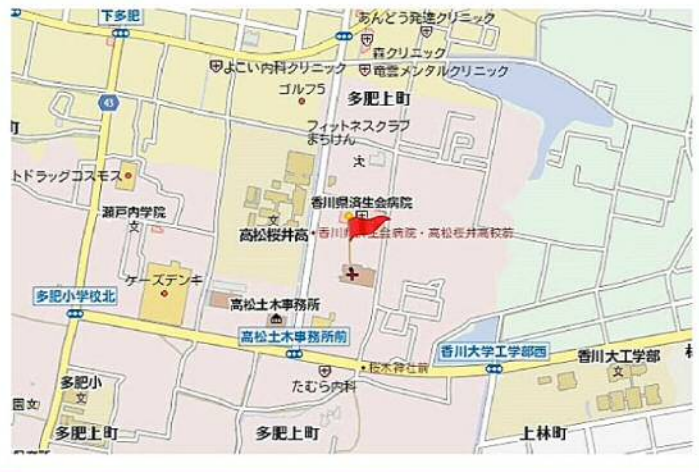 下多肥
あんどう発達クリニック
森クリニック
よこい内科クリニック
竜雲メンタルクリニック
ゴルフ5
43
多肥上町
フィットネスクラブ
まちけん
トドラッグコスモス
瀬戸内学院
文
香川県済生会病院
文
高松桜井高
香川県済生会病院・高松桜井高校前
ケーズデンキ
多肥小学校北
高松土木事務所
高松土木事務所前
香川大学工学部西
桜木神社前
香川大工学部
文
たむら内科
多肥小
文
園文
多肥上町
多肥上町
上林町